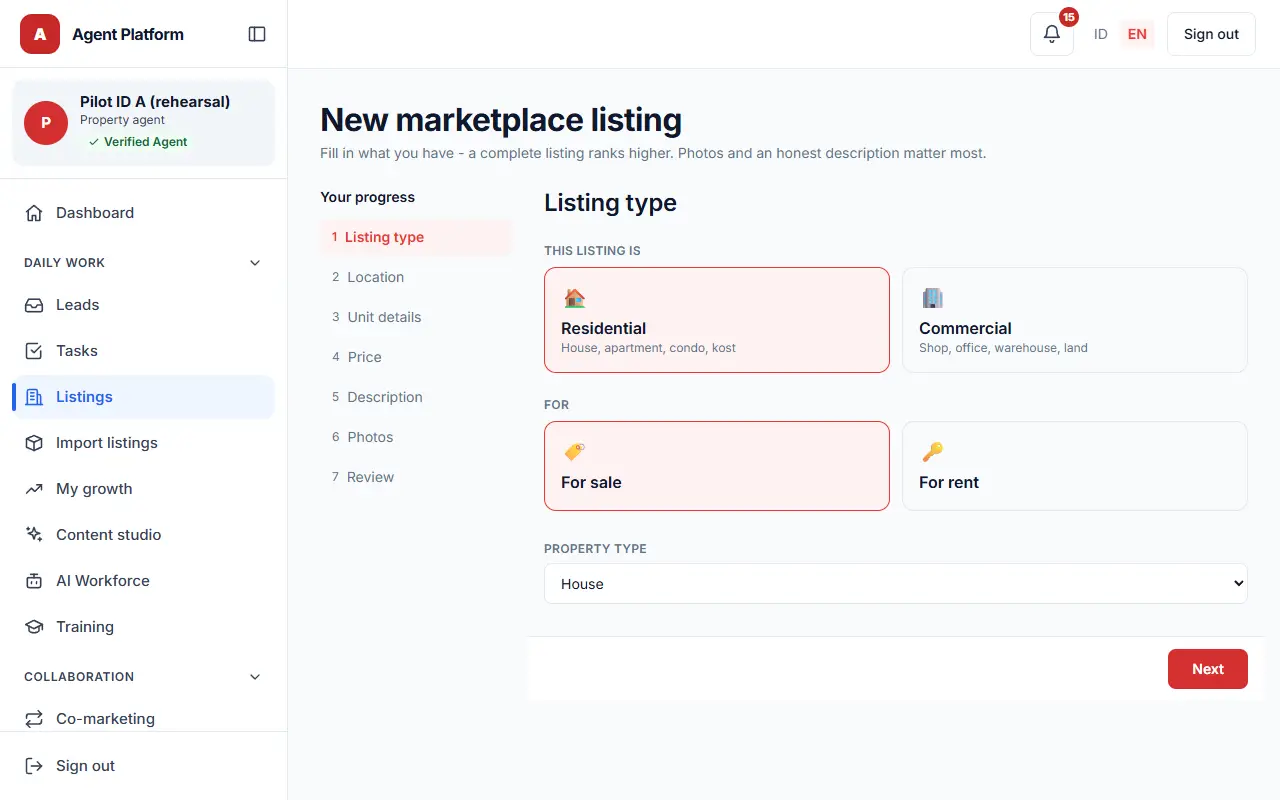 A
Agent Platform
15
ID
EN
Sign out
P
Pilot ID A (rehearsal)
Property agent
Verified Agent
Dashboard
DAILY WORK
Leads
Tasks
Listings
Import listings
My growth
Content studio
AI Workforce
Training
COLLABORATION
Co-marketing
Sign out
New marketplace listing
Fill in what you have - a complete listing ranks higher. Photos and an honest description matter most.
Your progress
1 Listing type
2 Location
3 Unit details
4 Price
5 Description
6 Photos
7 Review
Listing type
THIS LISTING IS
Residential
House, apartment, condo, kost
Commercial
Shop, office, warehouse, land
FOR
For sale
For rent
PROPERTY TYPE
House
Next